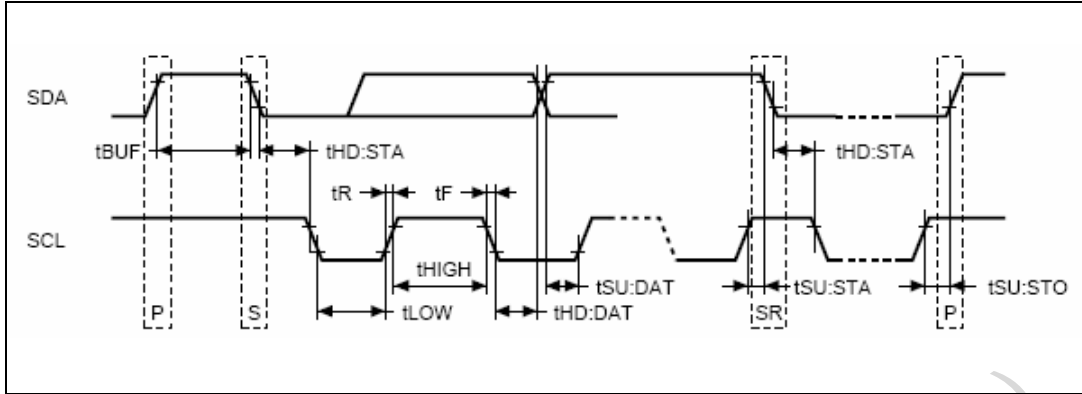 SDA
tBUF
tHD:STA
tHD:STA
tR
tF
SCL
tHIGH
tSU:DAT
tSU:STA
tSU:STO
P
S
tLOW
tHD:DAT
SR
P